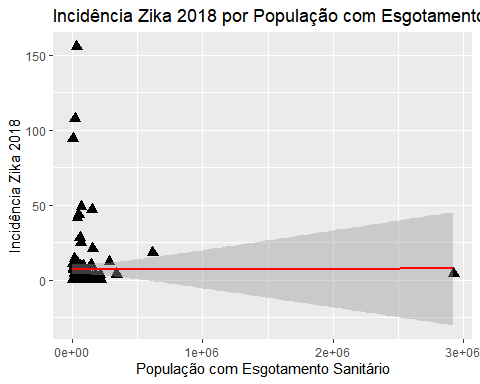 Incidência Zika 2018 por População com Esgotamento
150
100
50
0
Incidência Zika 2018
0e+00
1e+06
2e+06
3e+06
População com Esgotamento Sanitário